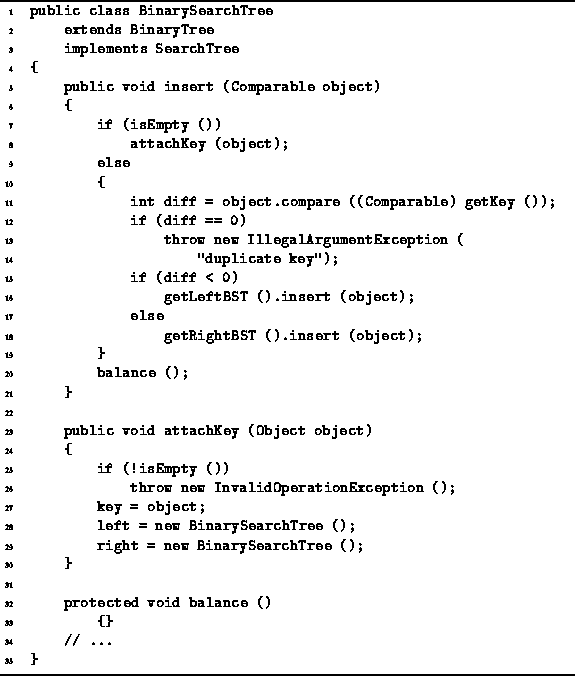 1 public class BinarySearchTree
2 extends BinaryTree
3 implements SearchTree
4 {
5 public void insert (Comparable object)
6 {
7 if (isEmpty ())
8 attachKey (object);
9 else
10 {
11 int diff = object.compare ((Comparable) getKey ());
12 if (diff == 0)
13 throw new IllegalArgumentException (
14 "duplicate key");
15 if (diff < 0)
16 getLeftBST ().insert (object);
17 else
18 getRightBST ().insert (object);
19 }
20 balance ();
21 }
22
23 public void attachKey (Object object)
24 {
25 if (!isEmpty ())
26 throw new InvalidOperationException ();
27 key = object;
28 left = new BinarySearchTree ();
29 right = new BinarySearchTree ();
30 }
31
32 protected void balance ()
33 {}
34 // ...
35 }